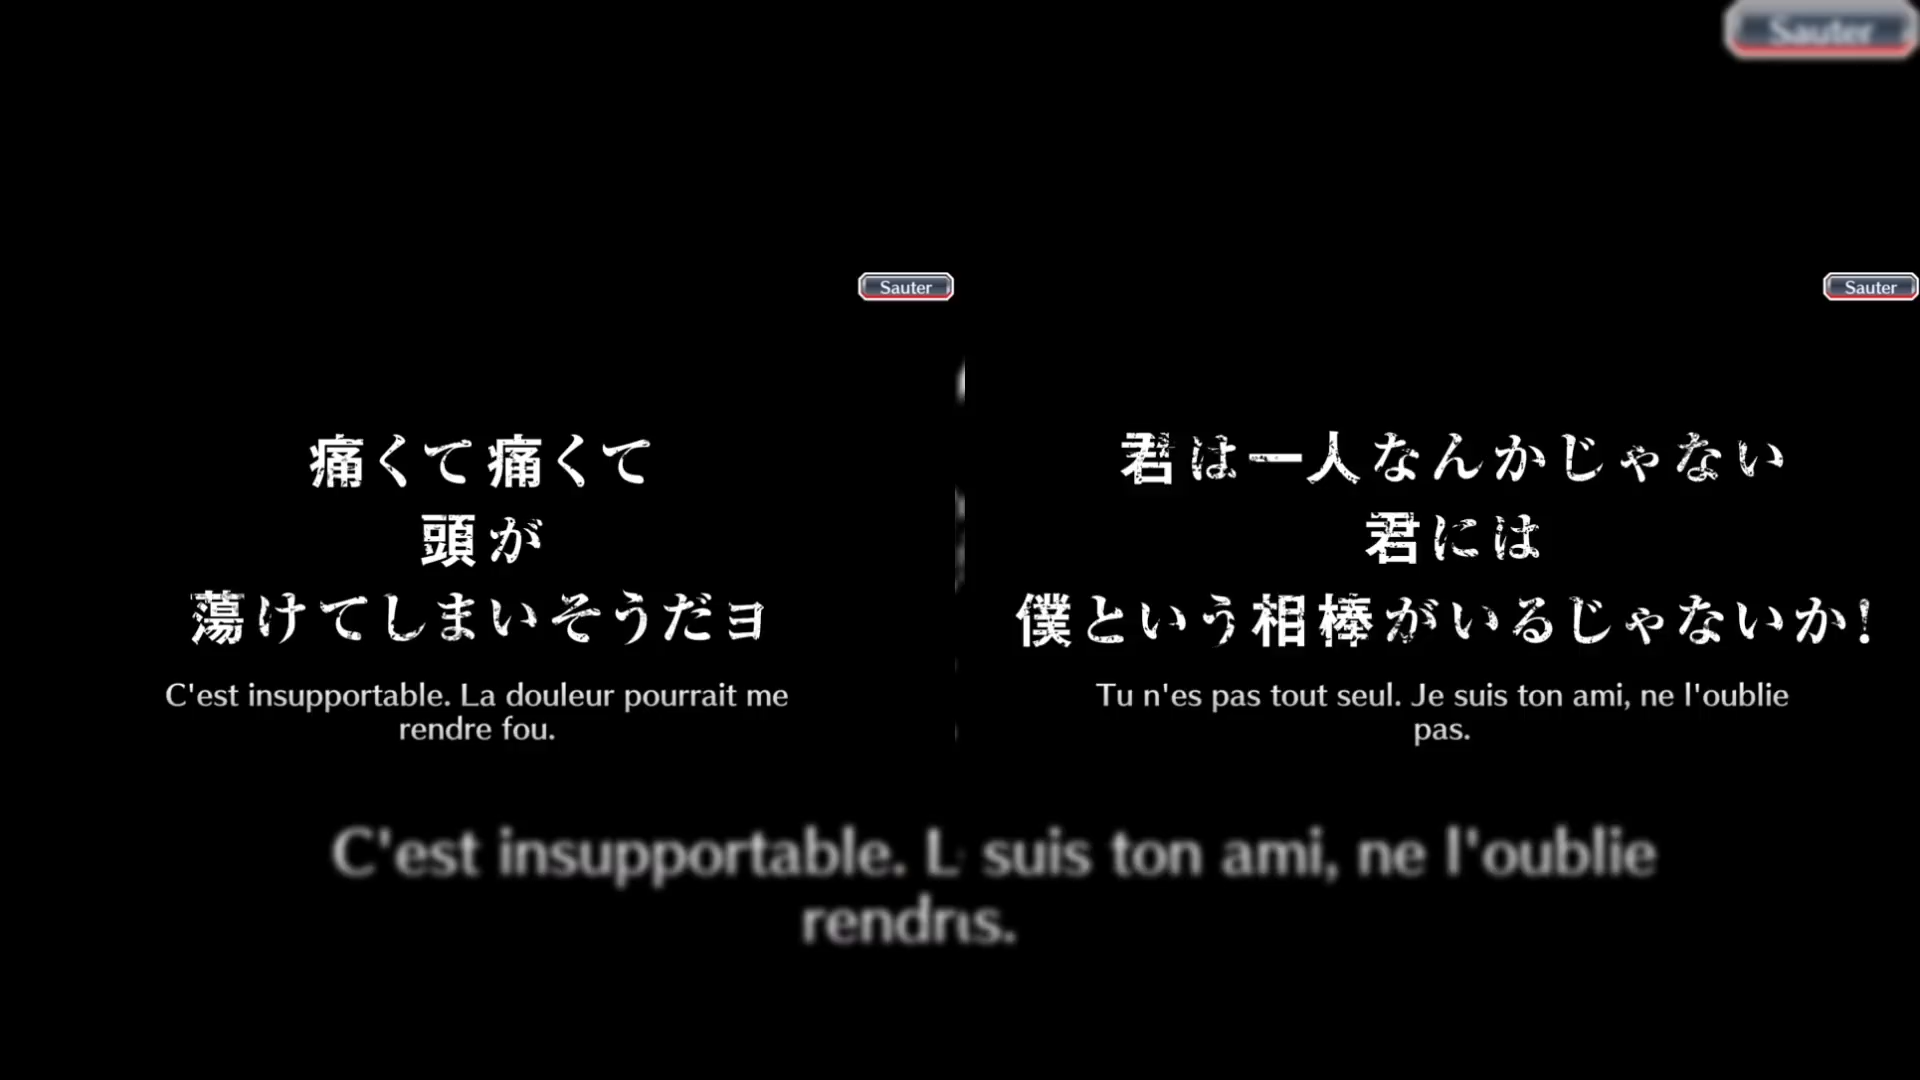 Sauter
Sauter
痛くて 痛くて
頭が
蕩けてしまいそうだヨ
C'est insupportable. La douleur pourrait me
rendre fou.
Sauter
君は一人なんかじゃない
君には
僕という相棒がいるじゃないか!
Tu n'es pas tout seul. Je suis ton ami, ne l'oublie
pas.
C'est insupportable. L suis ton ami, ne l'oublie